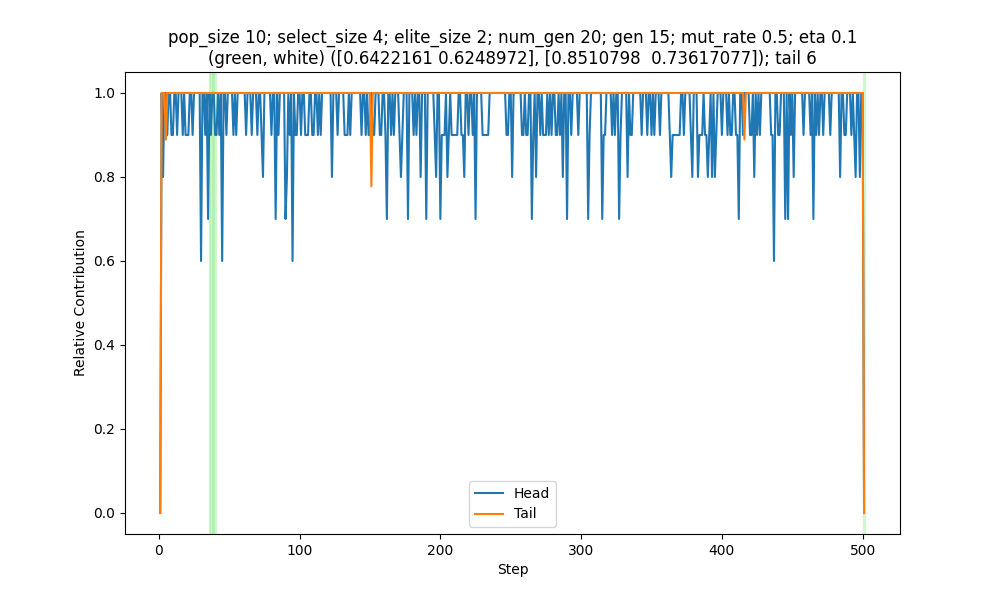 pop_size 10; select_size 4; elite_size 2; num_gen 20; gen 15; mut_rate 0.5; eta 0.1
(green, white) ([0.6422161 0.6248972], [0.8510798  0.73617077]); tail 6
1.0
0.8
0.6
0.4
0.2
0.0
Relative Contribution
Head
Tail
0 100 200 300 400 500
Step